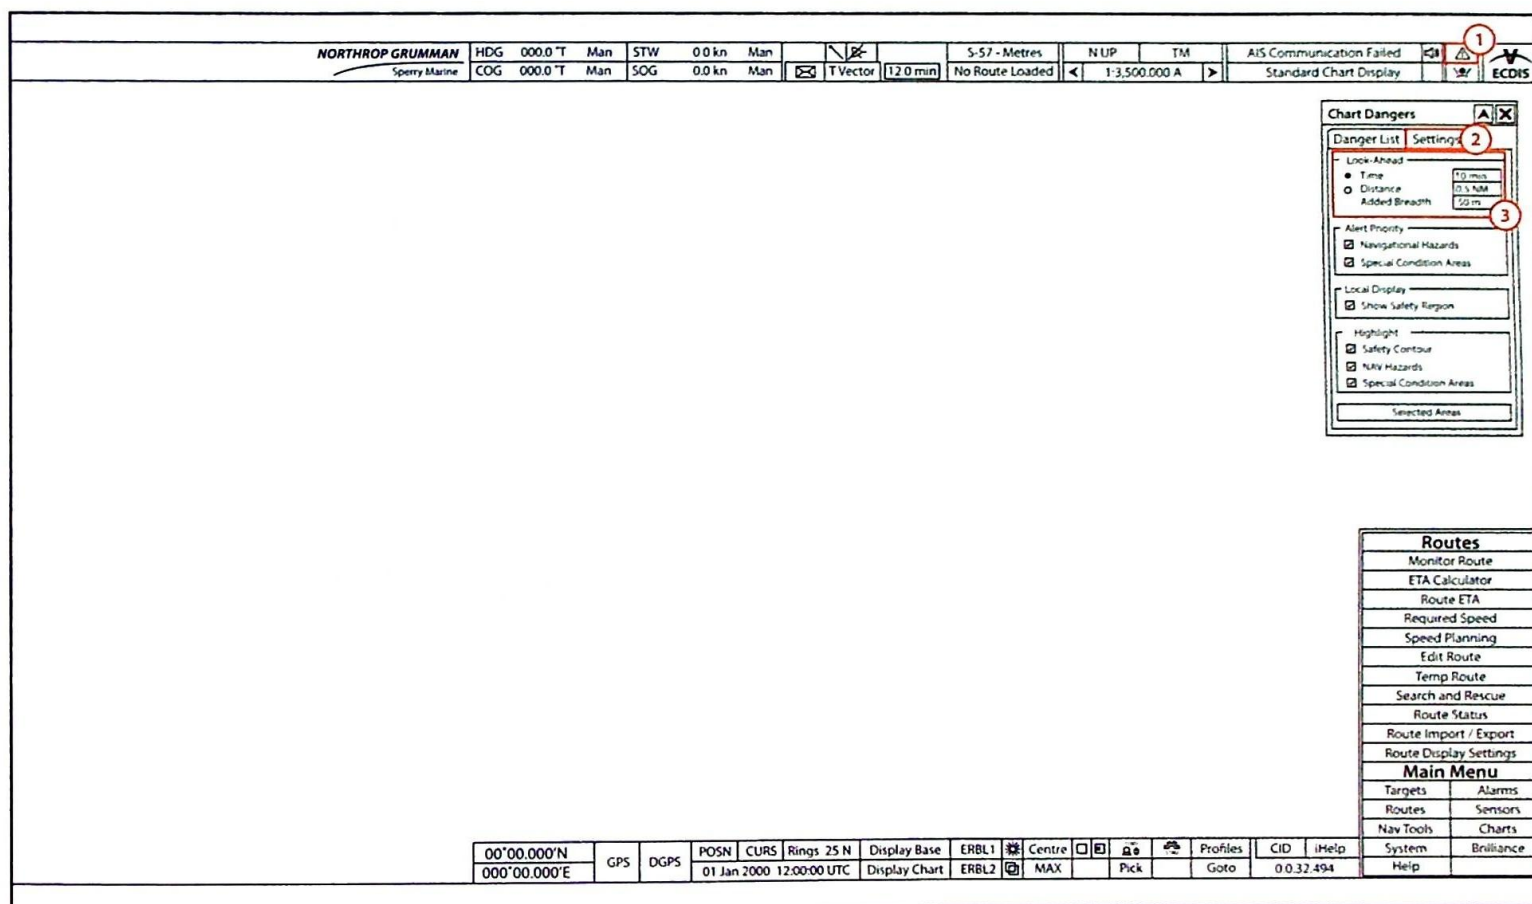 NORTHROP GRUMMAN HDG 000.0 °T Man STW 0.0 kn Man S-57 - Metres N UP TM AIS Communication Failed 1
Sperry Marine COG 000.0 °T Man SOG 0.0 kn Man T Vector 12.0 min No Route Loaded < 1:3,500.000 A > Standard Chart Display ECDIS
Chart Dangers
Danger List Settings 2
Look-Ahead
Time 10 min
Distance 0.5 NM
Added Breadth 50 m
3
Alert Priority
Navigational Hazards
Special Condition Areas
Local Display
Show Safety Region
Highlight
Safety Contour
NAV Hazards
Special Condition Areas
Selected Areas
Routes
Monitor Route
ETA Calculator
Route ETA
Required Speed
Speed Planning
Edit Route
Temp Route
Search and Rescue
Route Status
Route Import / Export
Route Display Settings
Main Menu
Targets Alarms
Routes Sensors
Nav Tools Charts
System Brilliance
Help
00°00.000'N GPS DGPS POSN CURS Rings 25 N Display Base ERBL1 Centre Profiles CID iHelp
000°00.000'E 01 Jan 2000 12:00:00 UTC Display Chart ERBL2 MAX Pick Goto 0.0.32.494